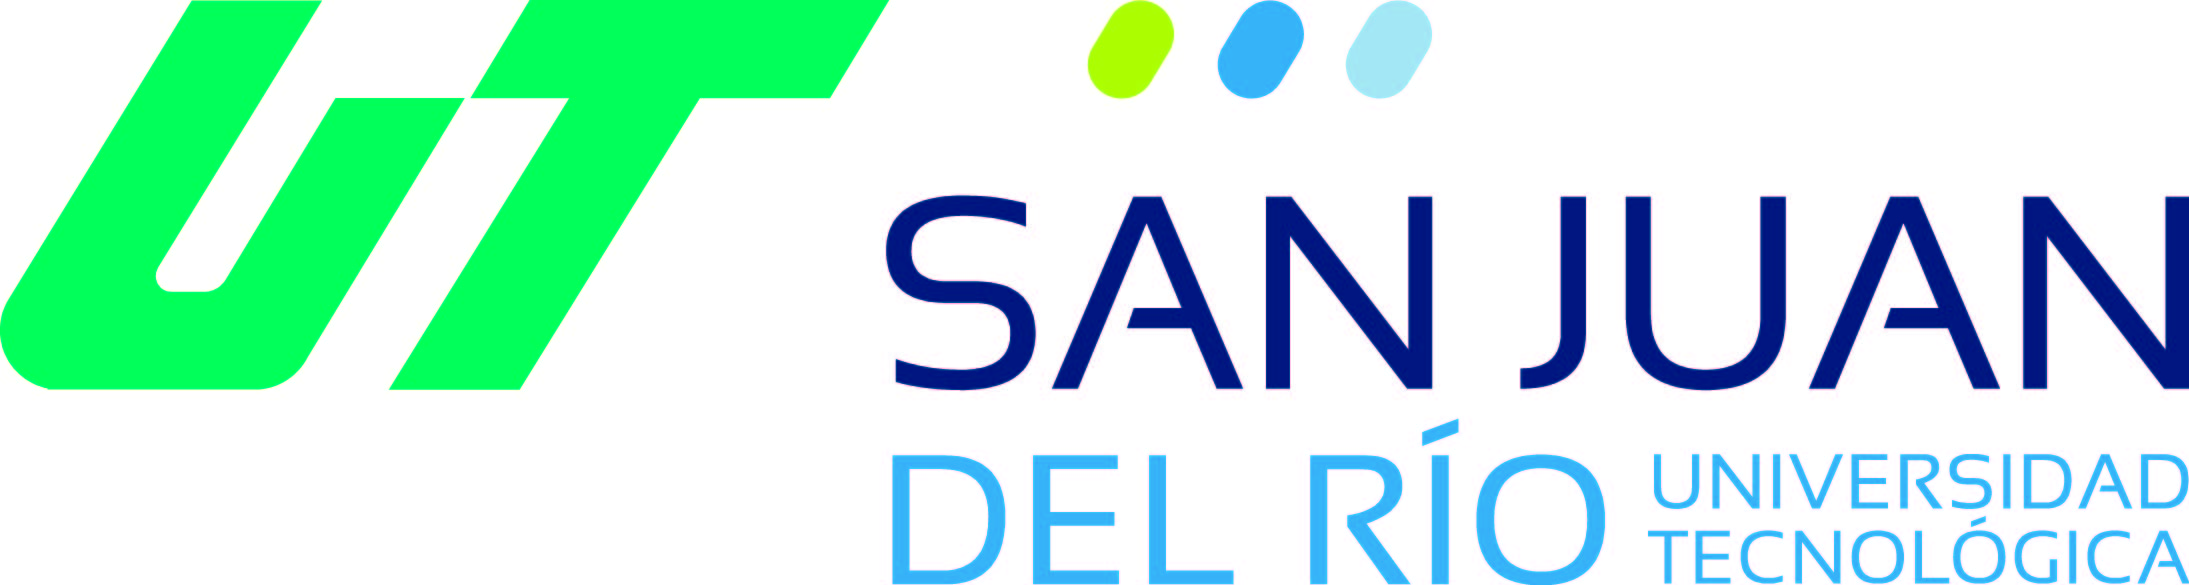 UT
SAN JUAN
DEL RÍO
UNIVERSIDAD
TECNOLÓGICA